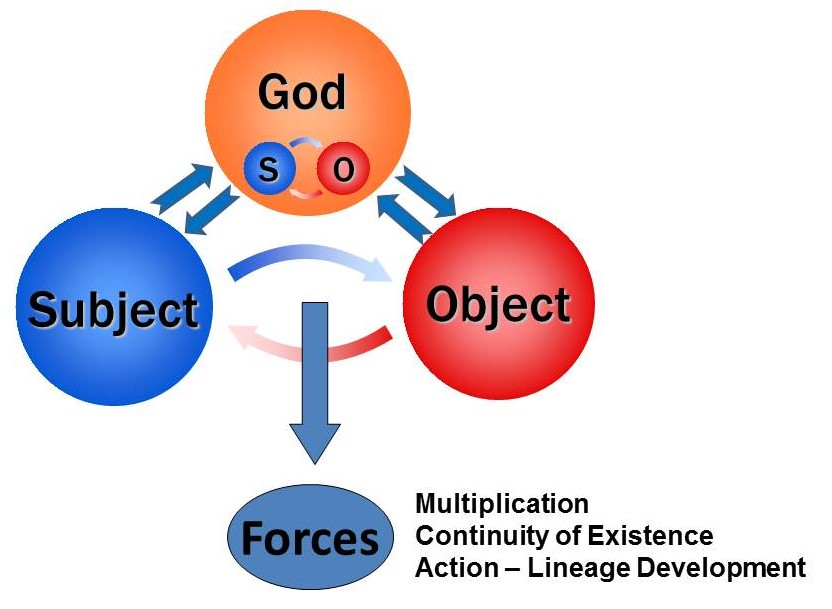 God
S O
Subject
Object
Forces
Multiplication
Continuity of Existence
Action – Lineage Development